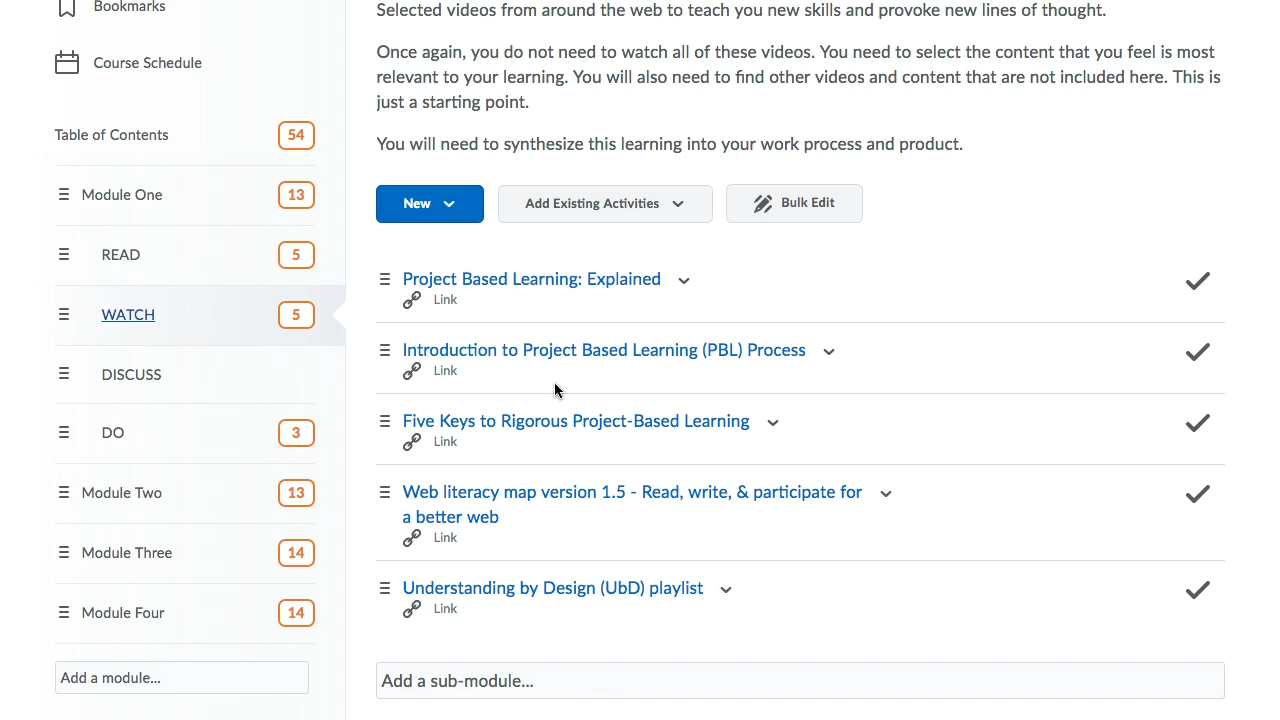 Bookmarks
Course Schedule
Table of Contents 54
Module One 13
READ 5
WATCH 5
DISCUSS
DO 3
Module Two 13
Module Three 14
Module Four 14
Add a module...
Selected videos from around the web to teach you new skills and provoke new lines of thought.
Once again, you do not need to watch all of these videos. You need to select the content that you feel is most
relevant to your learning. You will also need to find other videos and content that are not included here. This is
just a starting point.
You will need to synthesize this learning into your work process and product.
New Add Existing Activities Bulk Edit
Project Based Learning: Explained
Link
Introduction to Project Based Learning (PBL) Process
Link
Five Keys to Rigorous Project-Based Learning
Link
Web literacy map version 1.5 - Read, write, & participate for
a better web
Link
Understanding by Design (UbD) playlist
Link
Add a sub-module...